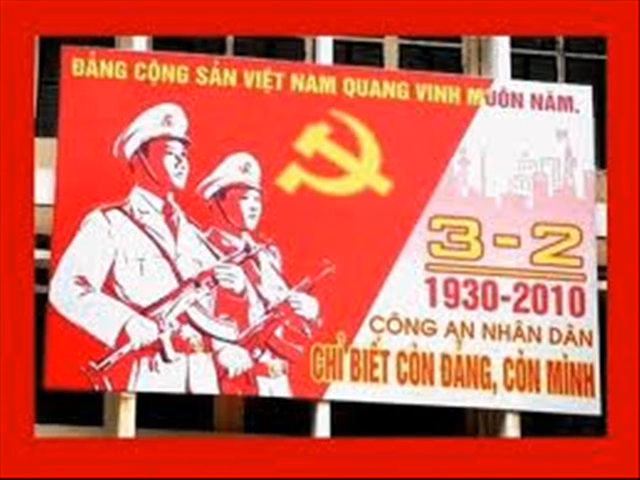 ĐẢNG CỘNG SẢN VIỆT NAM QUANG VINH MUÔN NĂM.
3-2
1930-2010
CÔNG AN NHÂN DÂN
CHỈ BIẾT CÒN ĐẢNG, CÒN MÌNH